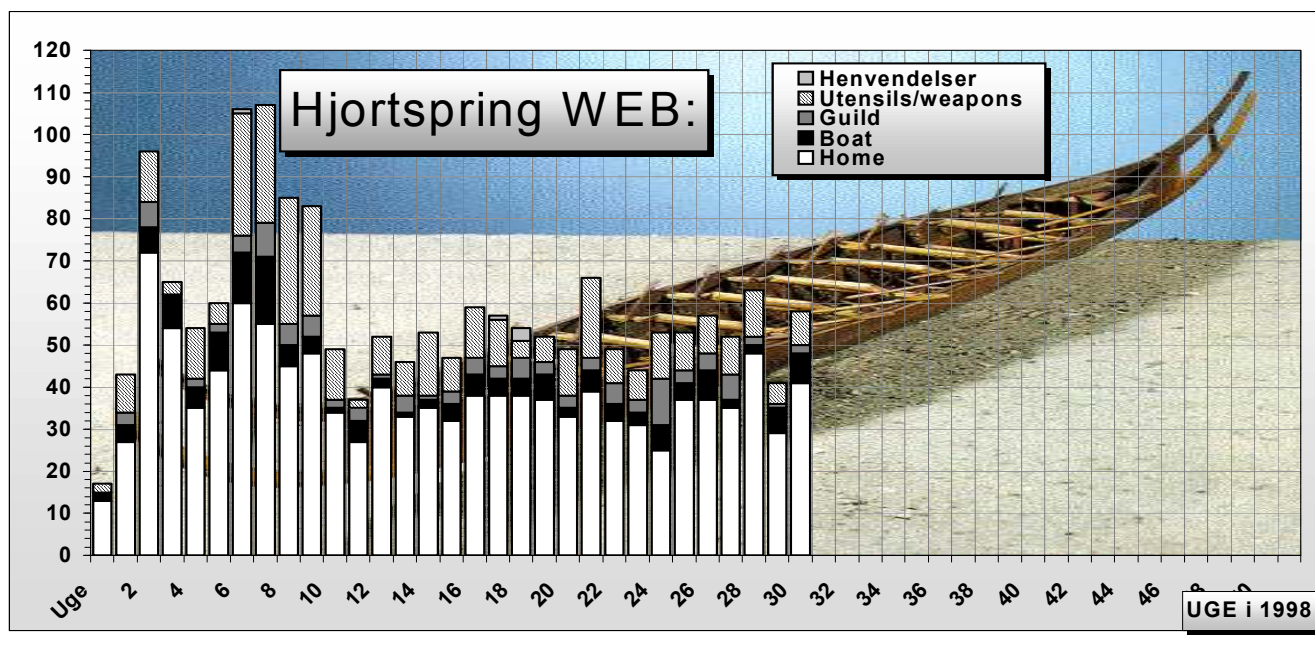 Hjortspring WEB:
Henvendelser
Utensils/weapons
Guild
Boat
Home
120
110
100
90
80
70
60
50
40
30
20
10
0
Uge 2 4 6 8 10 12 14 16 18 20 22 24 26 28 30 32 34 36 38 40 42 44 46
UGE i 1998